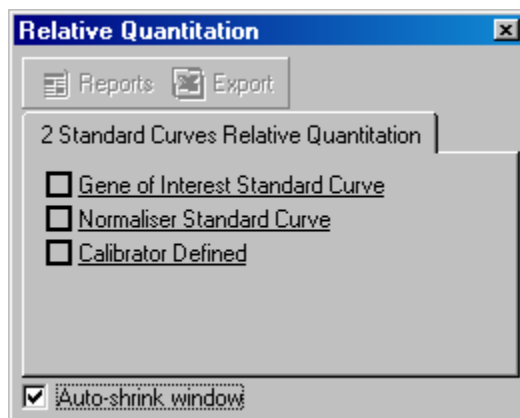 Relative Quantitation
Reports Export
2 Standard Curves Relative Quantitation
Gene of Interest Standard Curve
Normaliser Standard Curve
Calibrator Defined
Auto-shrink window